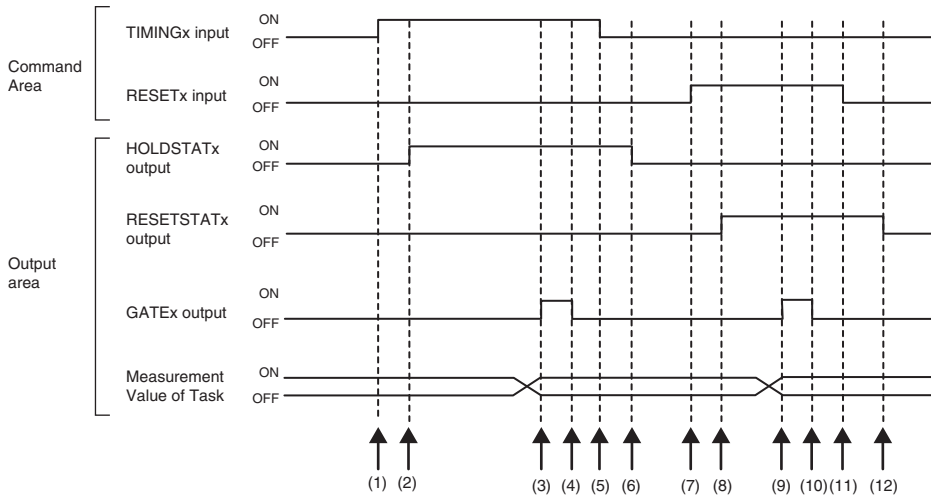 Command
Area
TIMINGx input
ON
OFF
RESETx input
ON
OFF
Output
area
HOLDSTATx
output
ON
OFF
RESETSTATx
output
ON
OFF
GATEx output
ON
OFF
Measurement
Value of Task
ON
OFF
(1) (2) (3) (4) (5) (6) (7) (8) (9) (10) (11) (12)